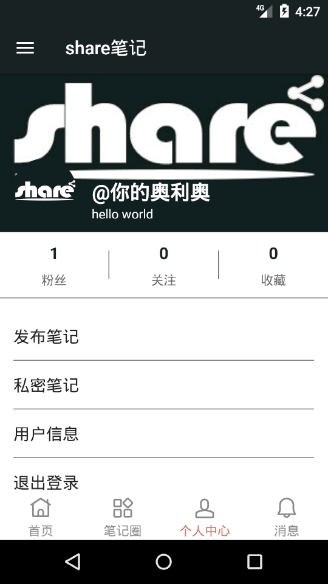 4G 4:27
share笔记
share
share @你的奥利奥
hello world
1 0 0
粉丝 关注 收藏
发布笔记
私密笔记
用户信息
退出登录
首页 笔记圈 个人中心 消息